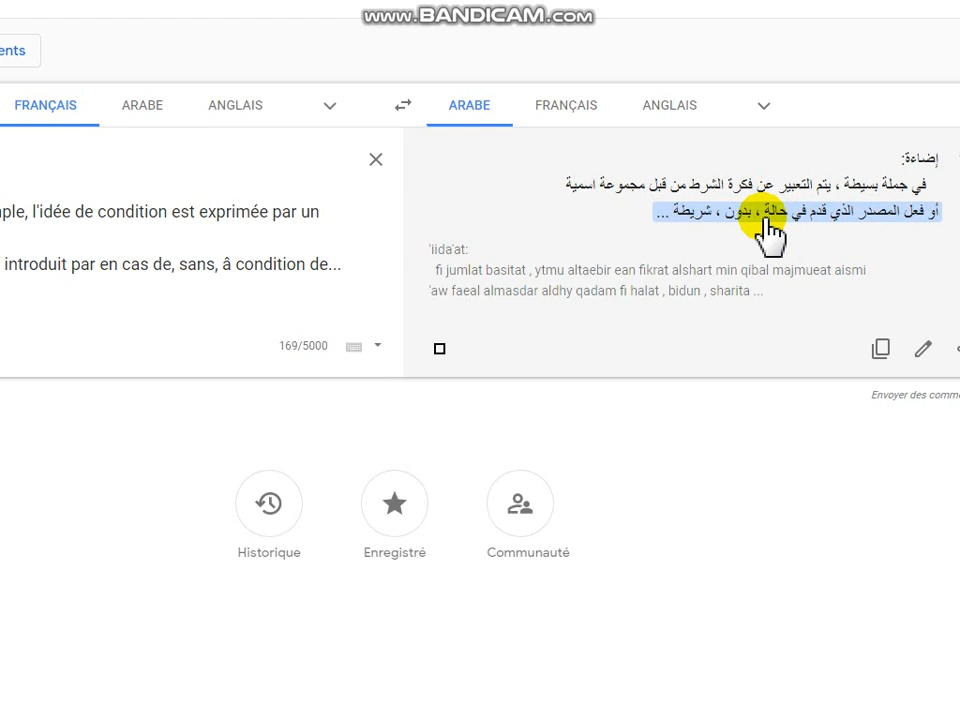 www.BANDICAM.com
ents
FRANÇAIS ARABE ANGLAIS ARABE FRANÇAIS ANGLAIS
ple, l'idée de condition est exprimée par un
introduit par en cas de, sans, â condition de...
169/5000
إضاءة:
في جملة بسيطة ، يتم التعبير عن فكرة الشرط من قبل مجموعة اسمية
أو فعل المصدر الذي قدم في حالة ، بدون ، شريطة ...
'iida'at:
fi jumlat basitat , ytmu altaebir ean fikrat alshart min qibal majmueat aismi
'aw faeal almasdar aldhy qadam fi halat , bidun , sharita ...
Envoyer des comme
Historique Enregistré Communauté